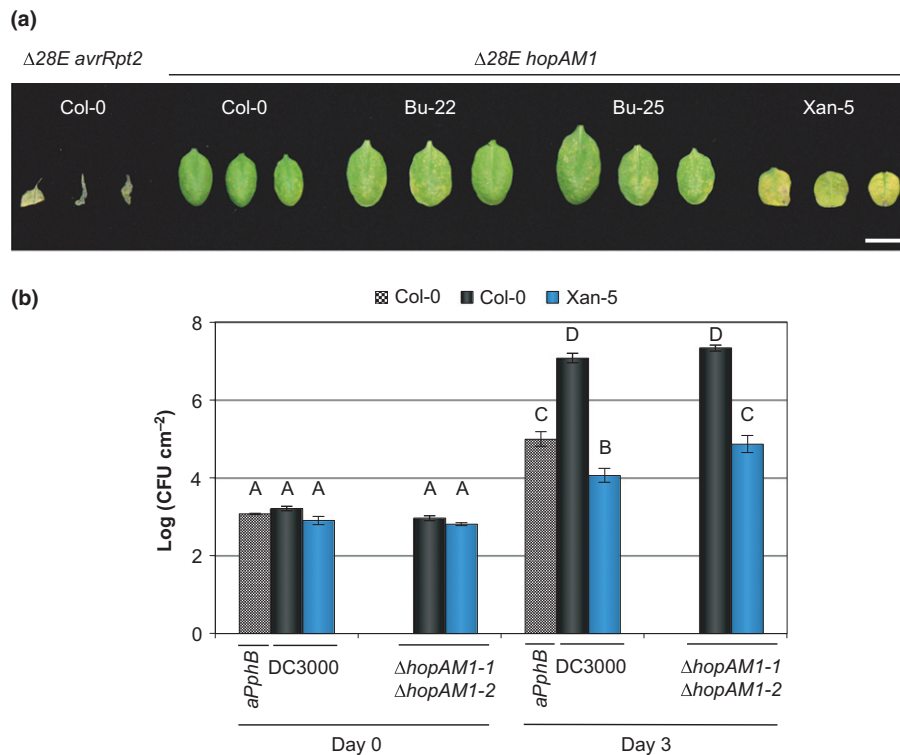 (a)
Δ28E avrRpt2 Δ28E hopAM1
Col-0 Col-0 Bu-22 Bu-25 Xan-5
(b)
Col-0 Col-0 Xan-5
Log (CFU cm⁻²)
8
6
4
2
0
A A A A A C D B D C
aPphB DC3000 ΔhopAM1-1 aPphB DC3000 ΔhopAM1-1
ΔhopAM1-2 ΔhopAM1-2
Day 0 Day 3